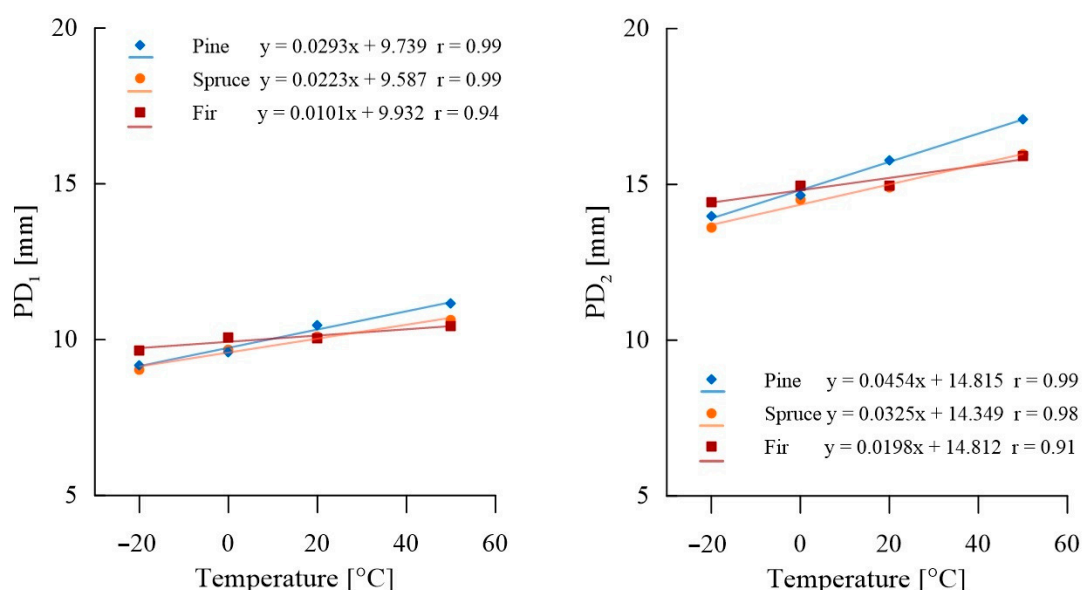 20
15
10
5
PD₁ [mm]
Pine y = 0.0293x + 9.739 r = 0.99
Spruce y = 0.0223x + 9.587 r = 0.99
Fir y = 0.0101x + 9.932 r = 0.94
−20 0 20 40 60
Temperature [°C]
20
15
10
5
PD₂ [mm]
Pine y = 0.0454x + 14.815 r = 0.99
Spruce y = 0.0325x + 14.349 r = 0.98
Fir y = 0.0198x + 14.812 r = 0.91
−20 0 20 40 60
Temperature [°C]